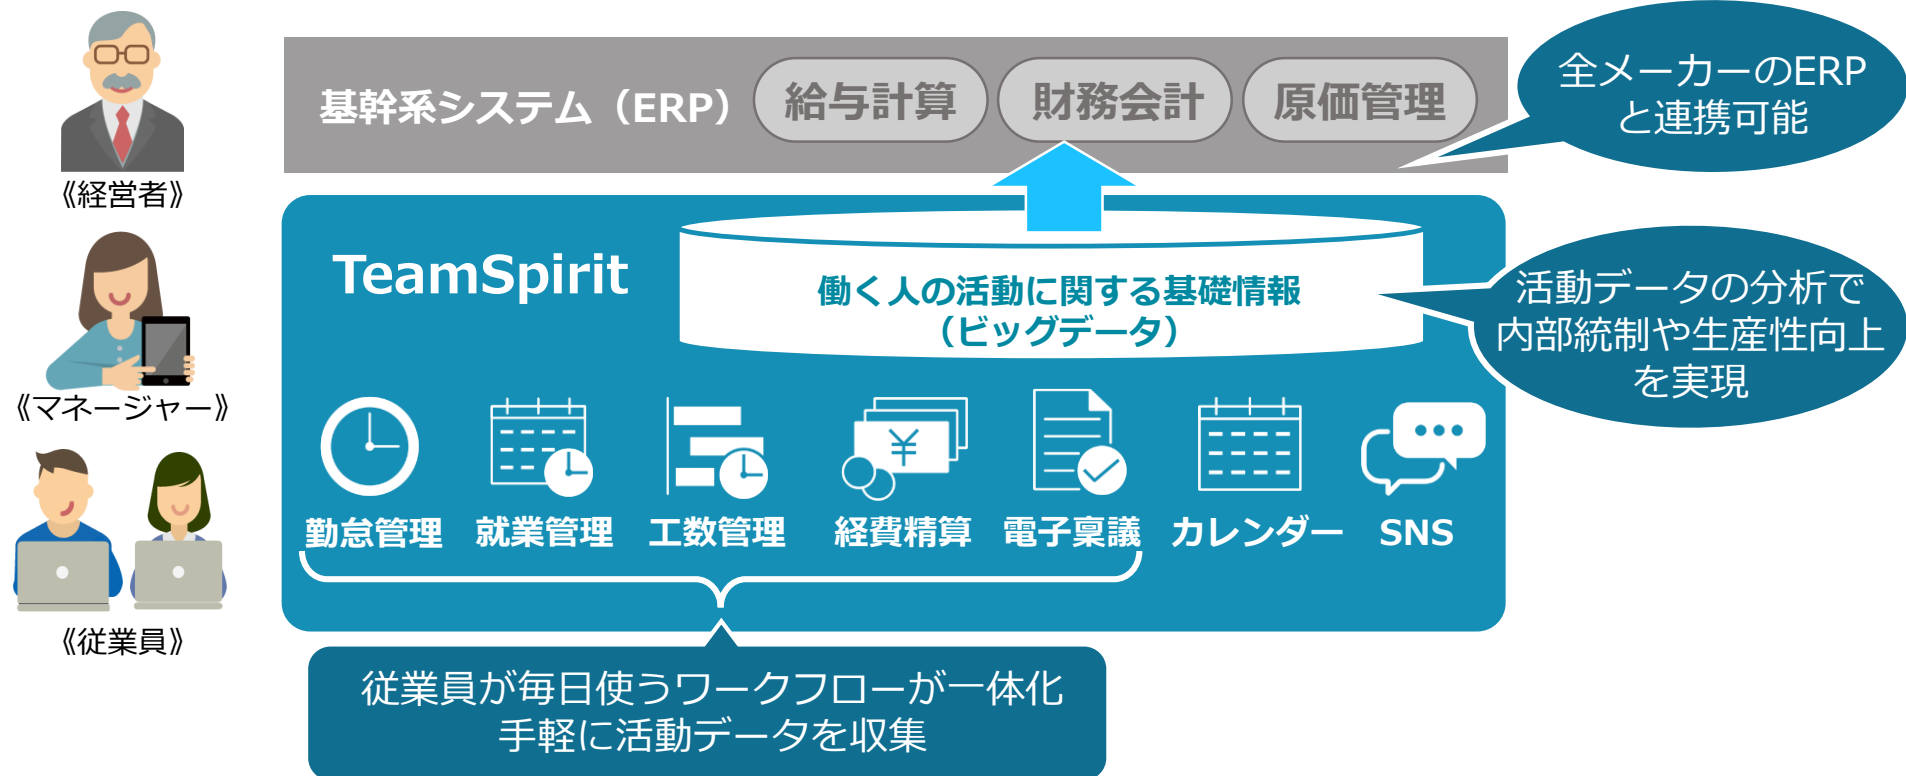 基幹系システム（ERP）
給与計算
財務会計
原価管理
全メーカーのERP
と連携可能
《経営者》
TeamSpirit
働く人の活動に関する基礎情報
（ビッグデータ）
活動データの分析で
内部統制や生産性向上
を実現
《マネージャー》
¥
勤怠管理
就業管理
工数管理
経費精算
電子稟議
カレンダー
SNS
《従業員》
従業員が毎日使うワークフローが一体化
手軽に活動データを収集